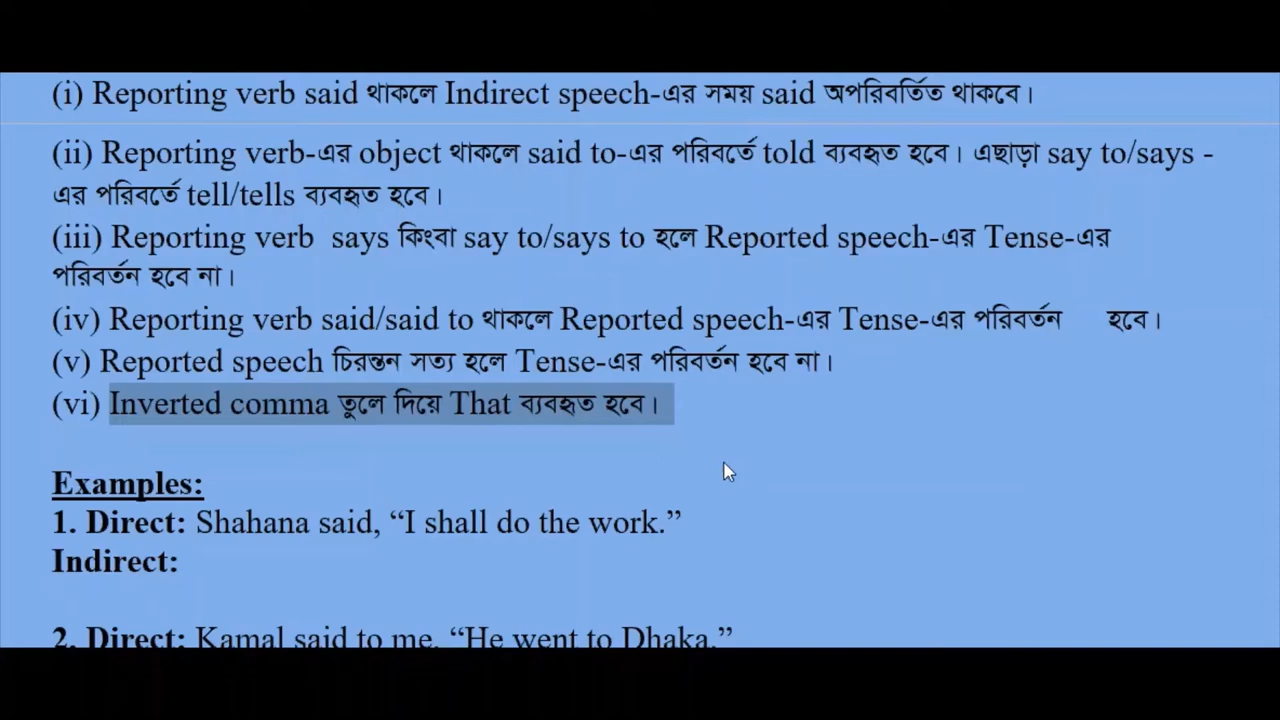 (i) Reporting verb said থাকলে Indirect speech-এর সময় said অপরিবর্তিত থাকবে।
(ii) Reporting verb-এর object থাকলে said to-এর পরিবর্তে told ব্যবহৃত হবে। এছাড়া say to/says -
এর পরিবর্তে tell/tells ব্যবহৃত হবে।
(iii) Reporting verb says কিংবা say to/says to হলে Reported speech-এর Tense-এর
পরিবর্তন হবে না।
(iv) Reporting verb said/said to থাকলে Reported speech-এর Tense-এর পরিবর্তন হবে।
(v) Reported speech চিরন্তন সত্য হলে Tense-এর পরিবর্তন হবে না।
(vi) Inverted comma তুলে দিয়ে That ব্যবহৃত হবে।
Examples:
1. Direct: Shahana said, “I shall do the work.”
Indirect:
2. Direct: Kamal said to me, “He went to Dhaka.”